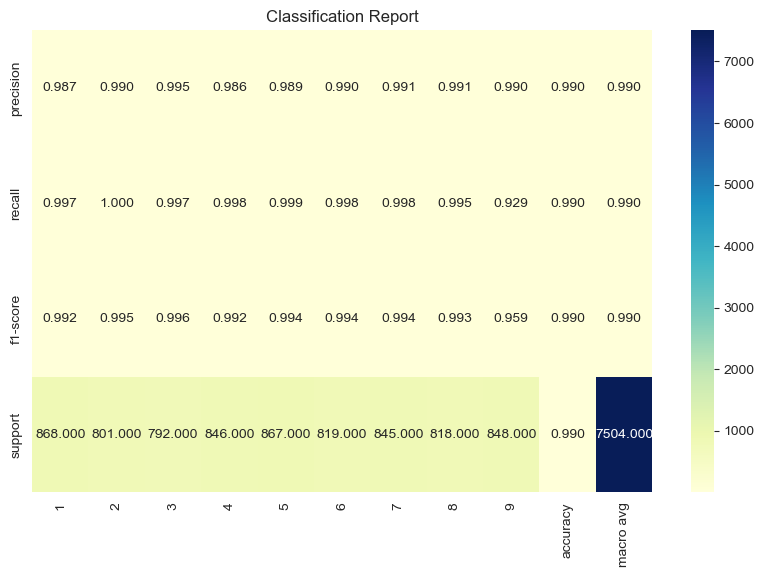 Classification Report
precision 0.987 0.990 0.995 0.986 0.989 0.990 0.991 0.991 0.990 0.990 0.990
recall 0.997 1.000 0.997 0.998 0.999 0.998 0.998 0.995 0.929 0.990 0.990
f1-score 0.992 0.995 0.996 0.992 0.994 0.994 0.994 0.993 0.959 0.990 0.990
support 868.000 801.000 792.000 846.000 867.000 819.000 845.000 818.000 848.000 0.990 7504.000
1 2 3 4 5 6 7 8 9 accuracy macro avg
7000
6000
5000
4000
3000
2000
1000